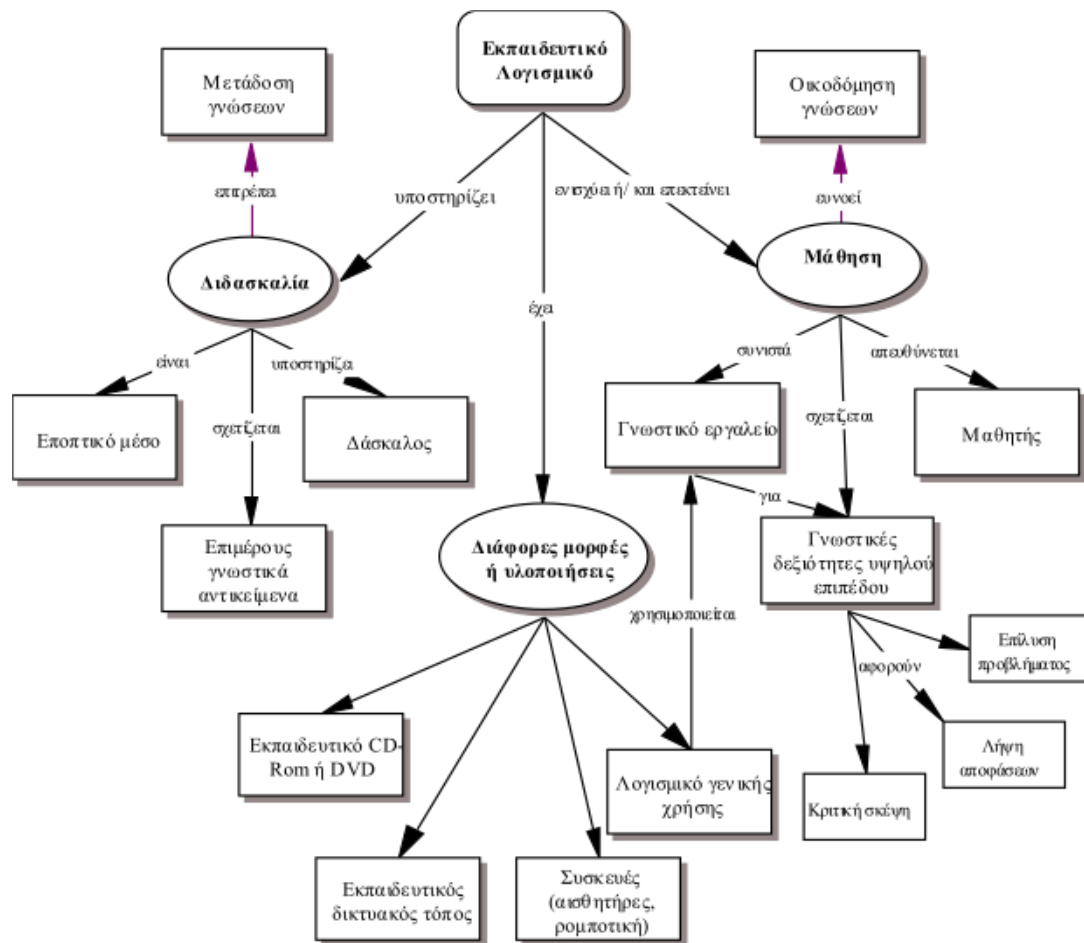 Εκπαιδευτικό
Λογισμικό
Μετάδοση
γνώσεων
Οικοδόμηση
γνώσεων
επιτρέπει
υποστηρίζει
ενισχύει ή/ και επεκτείνει
ευνοεί
Διδασκαλία
Μάθηση
έχει
είναι
υποστηρίζει
συνιστά
απευθύνεται
σχετίζεται
σχετίζεται
Εποπτικό μέσο
Δάσκαλος
Γνωστικό εργαλείο
Μαθητής
για
Επιμέρους
γνωστικά
αντικείμενα
Διάφορες μορφές
ή υλοποιήσεις
Γνωστικές
δεξιότητες υψηλού
επιπέδου
χρησιμοποιείται
αφορούν
Επίλυση
προβλήματος
Εκπαιδευτικό CD-
Rom ή DVD
Λογισμικό γενικής
χρήσης
Λήψη
αποφάσεων
Κριτική σκέψη
Εκπαιδευτικός
δικτυακός τόπος
Συσκευές
(αισθητήρες,
ρομποτική)